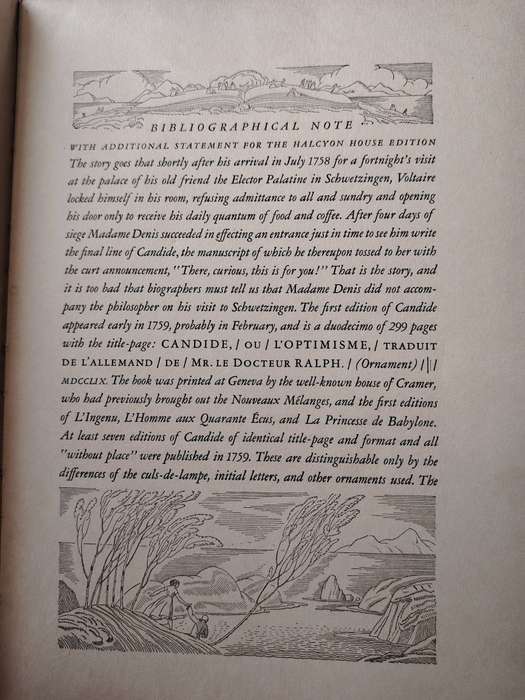 BIBLIOGRAPHICAL NOTE
WITH ADDITIONAL STATEMENT FOR THE HALCYON HOUSE EDITION
The story goes that shortly after his arrival in July 1758 for a fortnight's visit
at the palace of his old friend the Elector Palatine in Schwetzingen, Voltaire
locked himself in his room, refusing admittance to all and sundry and opening
his door only to receive his daily quantum of food and coffee. After four days of
siege Madame Denis succeeded in effecting an entrance just in time to see him write
the final line of Candide, the manuscript of which he thereupon tossed to her with
the curt announcement, "There, curious, this is for you!" That is the story, and
it is too bad that biographers must tell us that Madame Denis did not accom-
pany the philosopher on his visit to Schwetzingen. The first edition of Candide
appeared early in 1759, probably in February, and is a duodecimo of 299 pages
with the title-page: CANDIDE, / OU / L'OPTIMISME, / TRADUIT
DE L'ALLEMAND / DE / MR. LE DOCTEUR RALPH. / (Ornament) / || /
MDCCLIX. The book was printed at Geneva by the well-known house of Cramer,
who had previously brought out the Nouveaux Mélanges, and the first editions
of L'Ingenu, L'Homme aux Quarante Écus, and La Princesse de Babylone.
At least seven editions of Candide of identical title-page and format and all
"without place" were published in 1759. These are distinguishable only by the
differences of the culs-de-lampe, initial letters, and other ornaments used. The